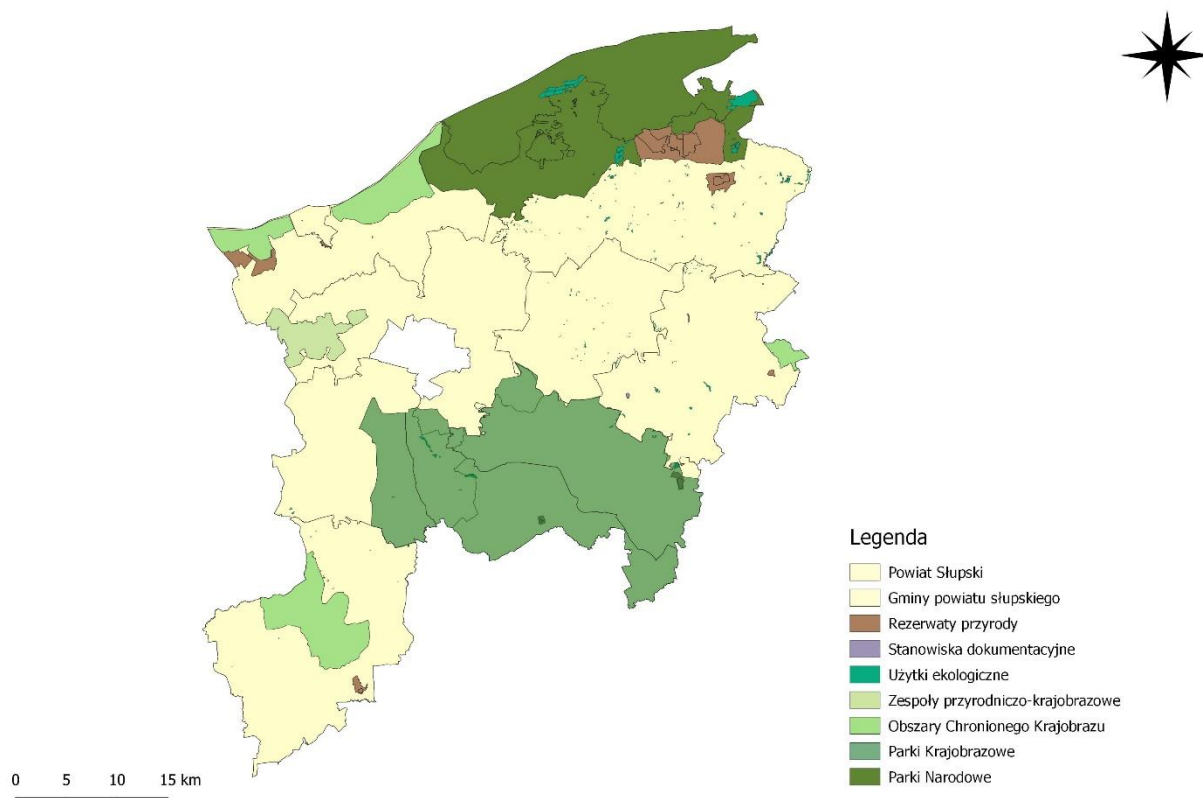 Legenda
Powiat Słupski
Gminy powiatu słupskiego
Rezerwaty przyrody
Stanowiska dokumentacyjne
Użytki ekologiczne
Zespoły przyrodniczo-krajobrazowe
Obszary Chronionego Krajobrazu
Parki Krajobrazowe
Parki Narodowe
0 5 10 15 km